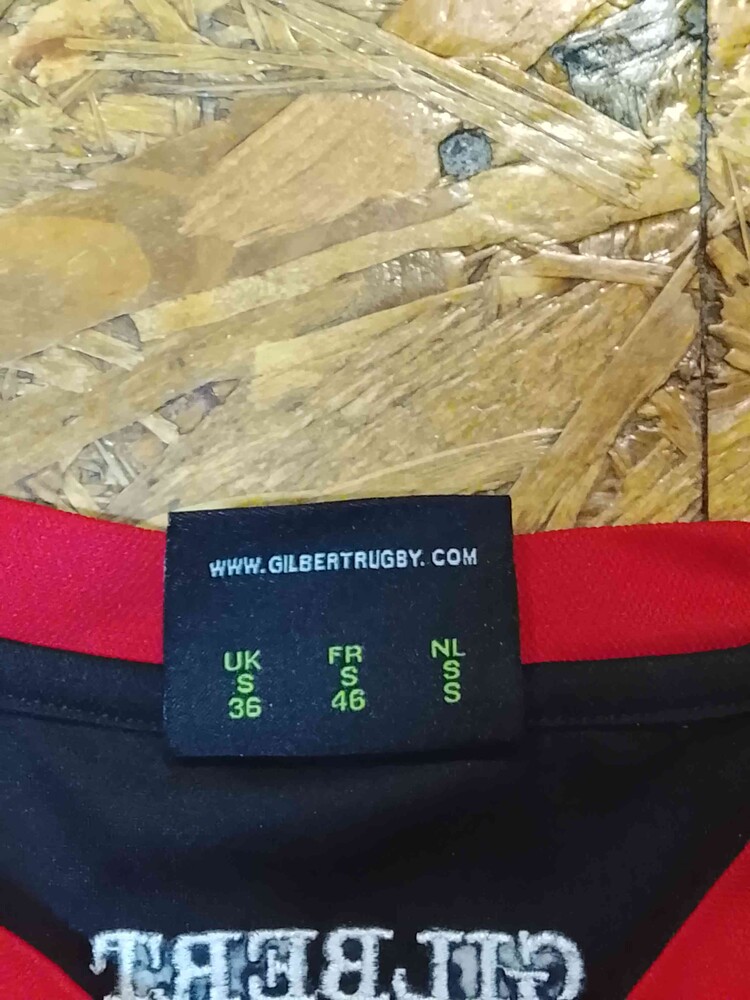 WWW.GILBERTRUGBY.COM
UK FR NL
S S S
36 46 S
GILBERT